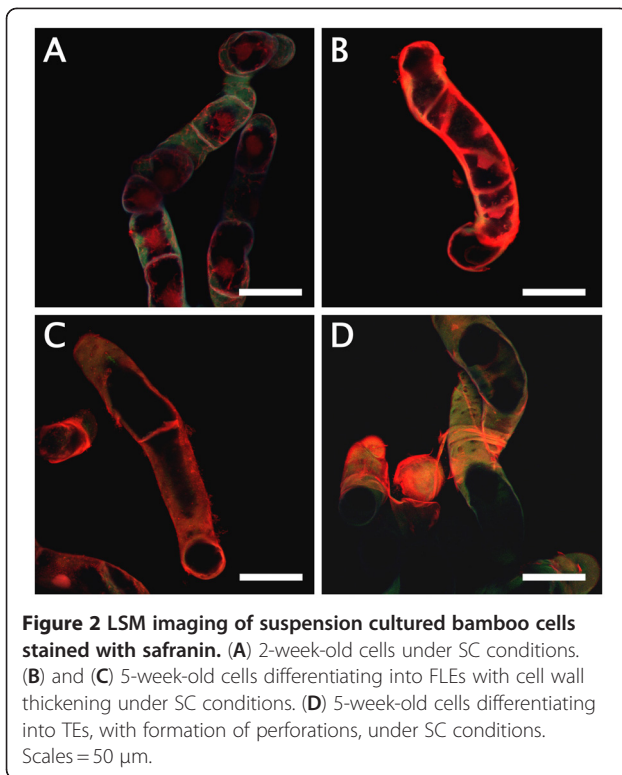 A
B
C
D
Figure 2 LSM imaging of suspension cultured bamboo cells
stained with safranin. (A) 2-week-old cells under SC conditions.
(B) and (C) 5-week-old cells differentiating into FLEs with cell wall
thickening under SC conditions. (D) 5-week-old cells differentiating
into TEs, with formation of perforations, under SC conditions.
Scales = 50 μm.